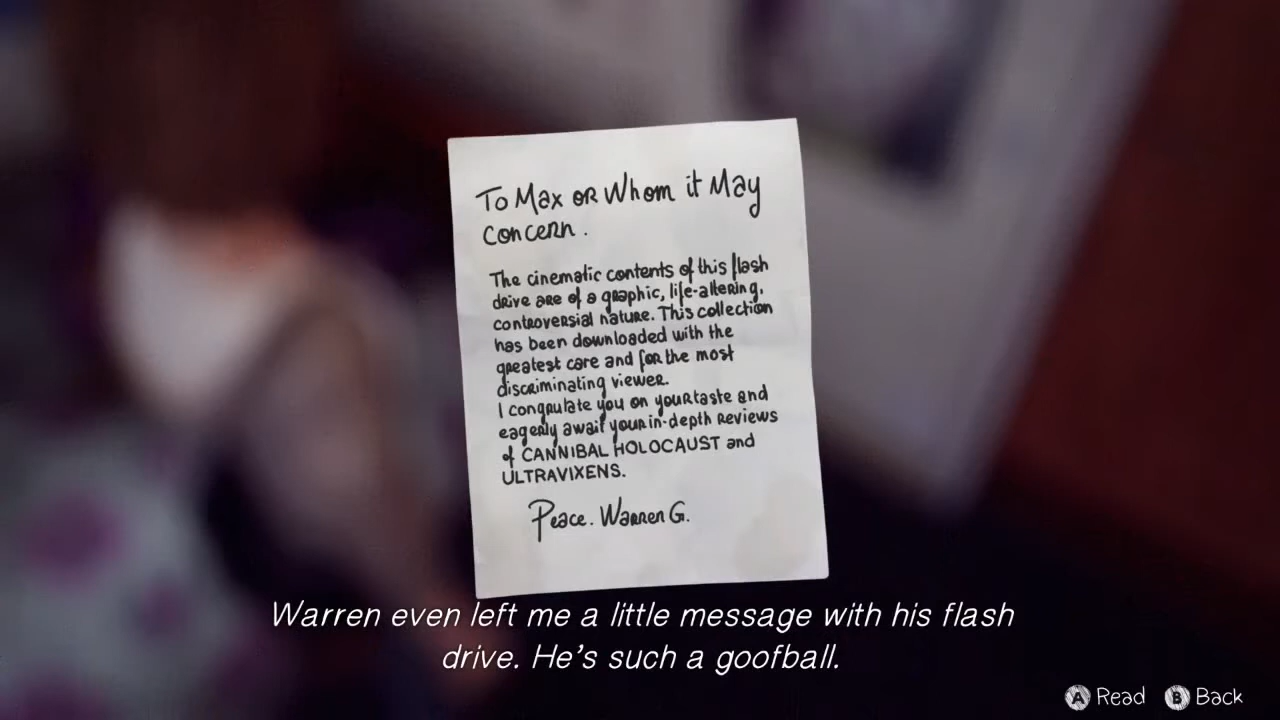 To Max or Whom it May
concern.
The cinematic contents of this flash
drive are of a graphic, life-altering,
controversial nature. This collection
has been downloaded with the
greatest care and for the most
discriminating viewer.
I congrulate you on your taste and
eagerly await your in-depth reviews
of CANNIBAL HOLOCAUST and
ULTRAVIXENS.
Peace. Warren G.
Warren even left me a little message with his flash
drive. He's such a goofball.
A Read B Back